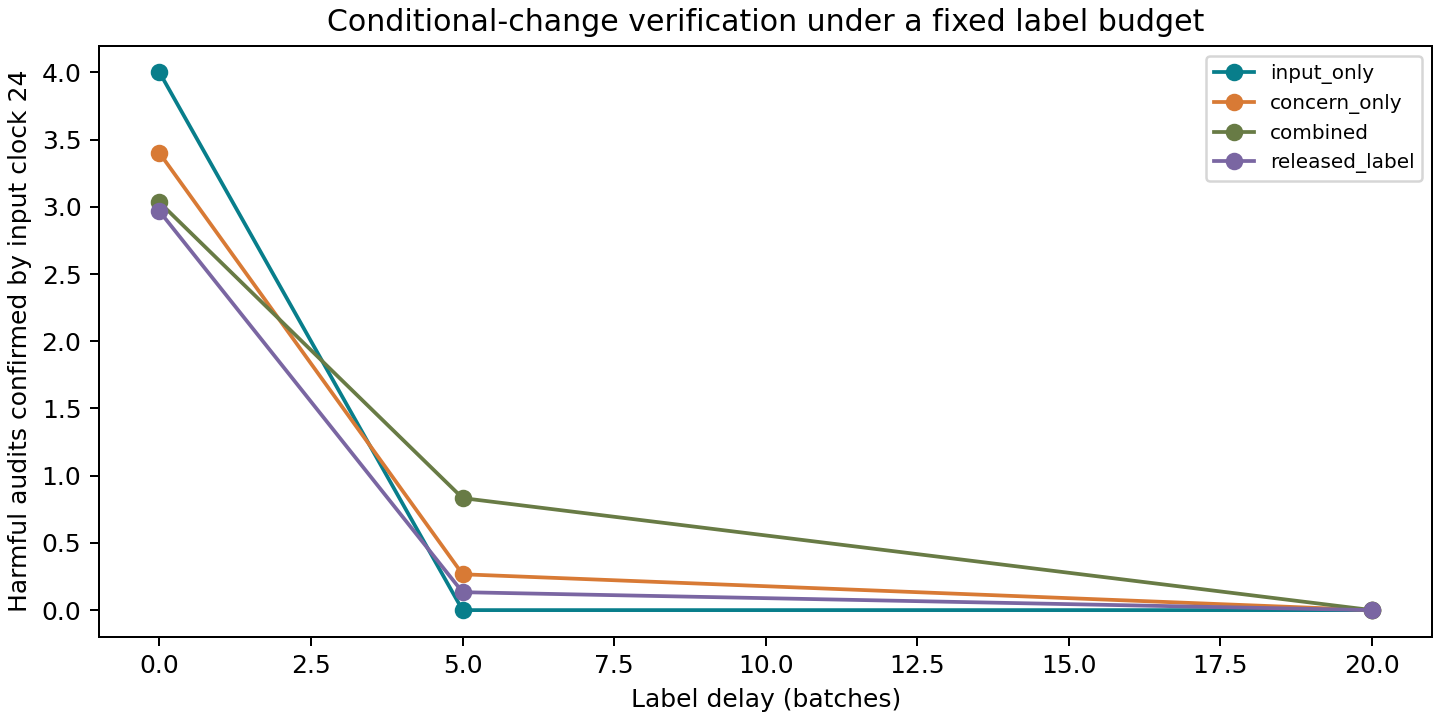 Conditional-change verification under a fixed label budget
Harmful audits confirmed by input clock 24
4.0
3.5
3.0
2.5
2.0
1.5
1.0
0.5
0.0
input_only
concern_only
combined
released_label
0.0 2.5 5.0 7.5 10.0 12.5 15.0 17.5 20.0
Label delay (batches)